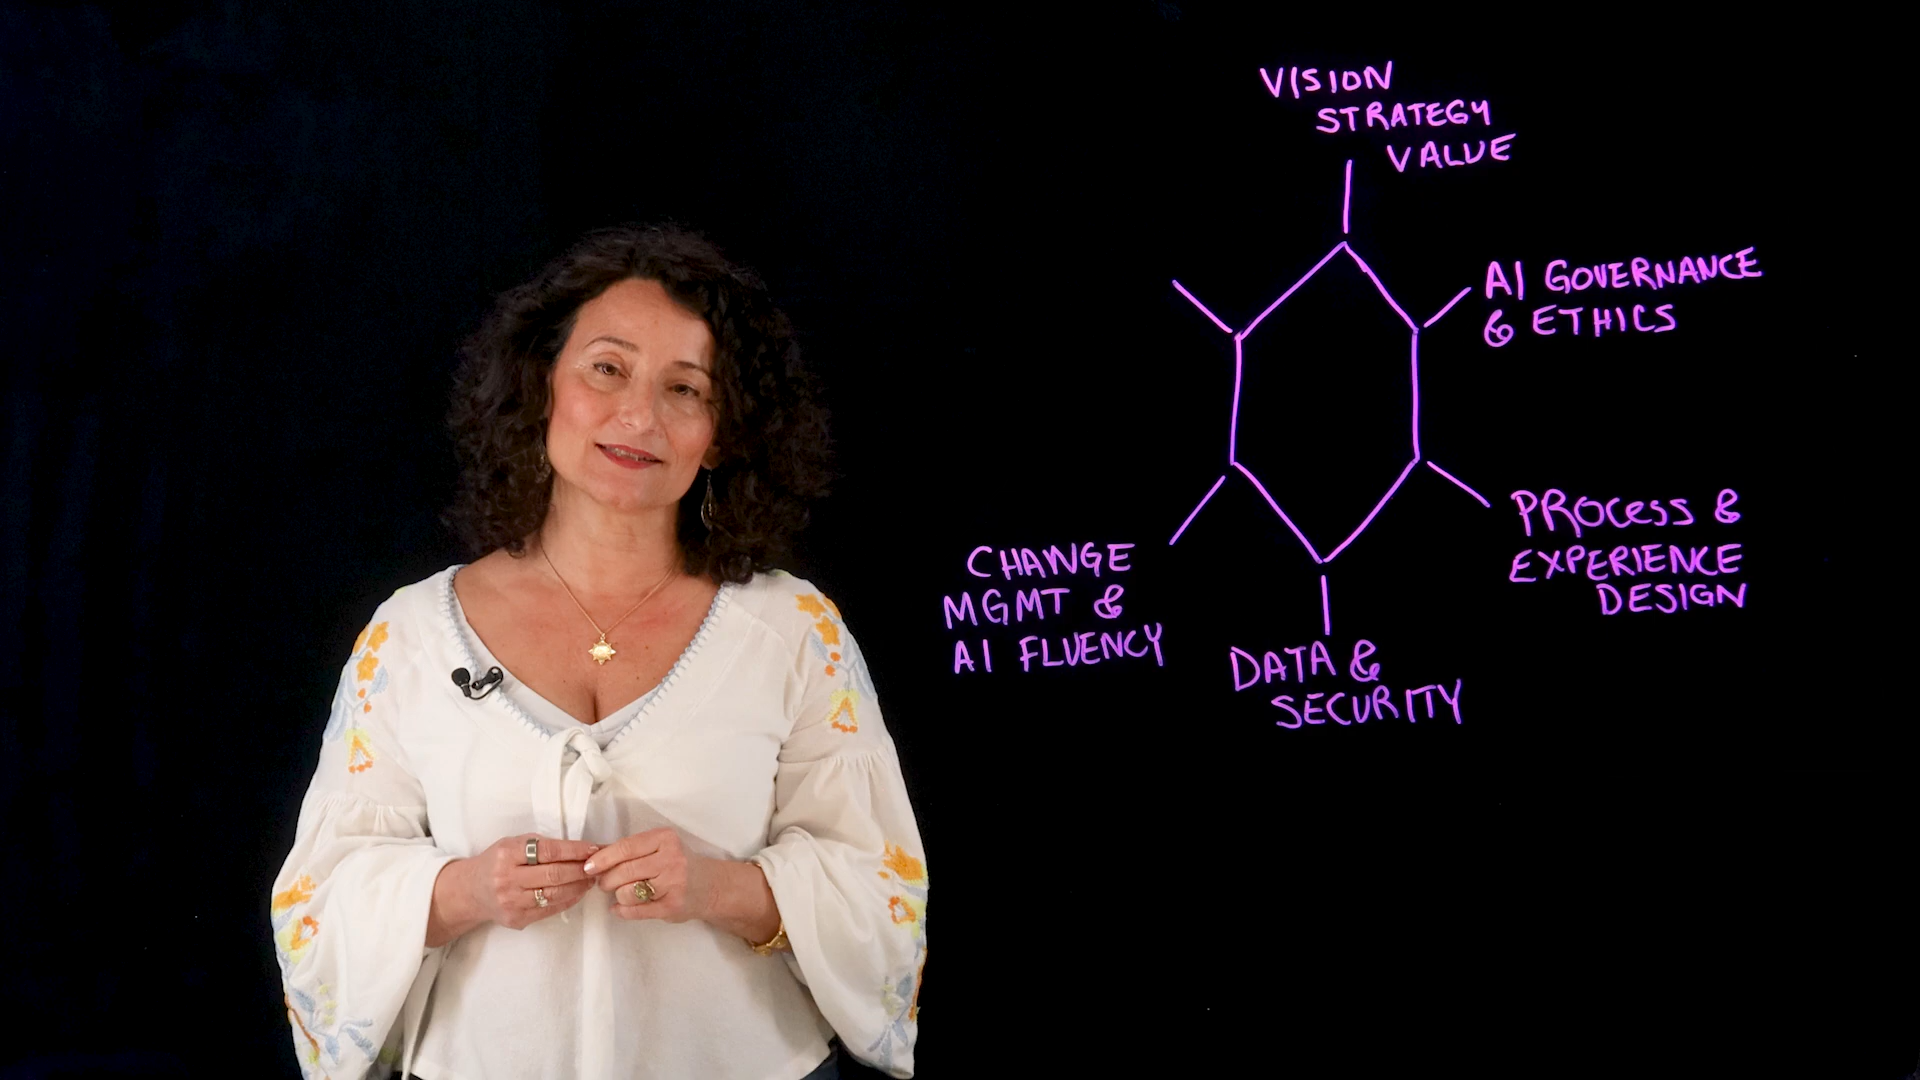 VISION
STRATEGY
VALUE
AI GOVERNANCE
& ETHICS
PROCESS &
EXPERIENCE
DESIGN
DATA &
SECURITY
CHANGE
MGMT &
AI FLUENCY